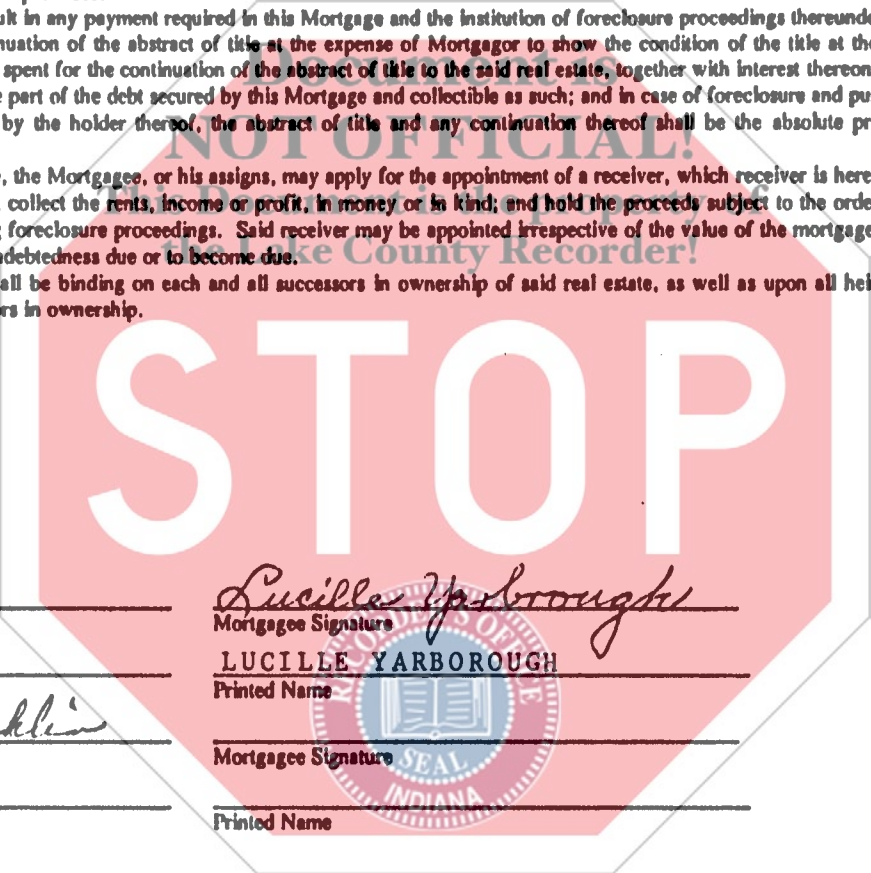 ult in any payment required in this Mortgage and the institution of foreclosure proceedings thereunde
nuation of the abstract of title at the expense of Mortgagor to show the condition of the title at the
spent for the continuation of the abstract of title to the said real estate, together with interest thereon
e part of the debt secured by this Mortgage and collectible as such; and in case of foreclosure and pu
by the holder thereof, the abstract of title and any continuation thereof shall be the absolute pr
, the Mortgagee, or his assigns, may apply for the appointment of a receiver, which receiver is here
collect the rents, income or profit, in money or in kind; and hold the proceeds subject to the orde
g foreclosure proceedings. Said receiver may be appointed irrespective of the value of the mortgage
ndebtedness due or to become due.
all be binding on each and all successors in ownership of said real estate, as well as upon all hei
rs in ownership.
Document is
NOT OFFICIAL!
This Document is the property of
the Lake County Recorder!
STOP
Lucille Yarbrough
Mortgagee Signature
LUCILLE YARBOROUGH
Printed Name
klin
Mortgagee Signature
Printed Name
RECORDER'S OFFICE
SEAL
INDIANA